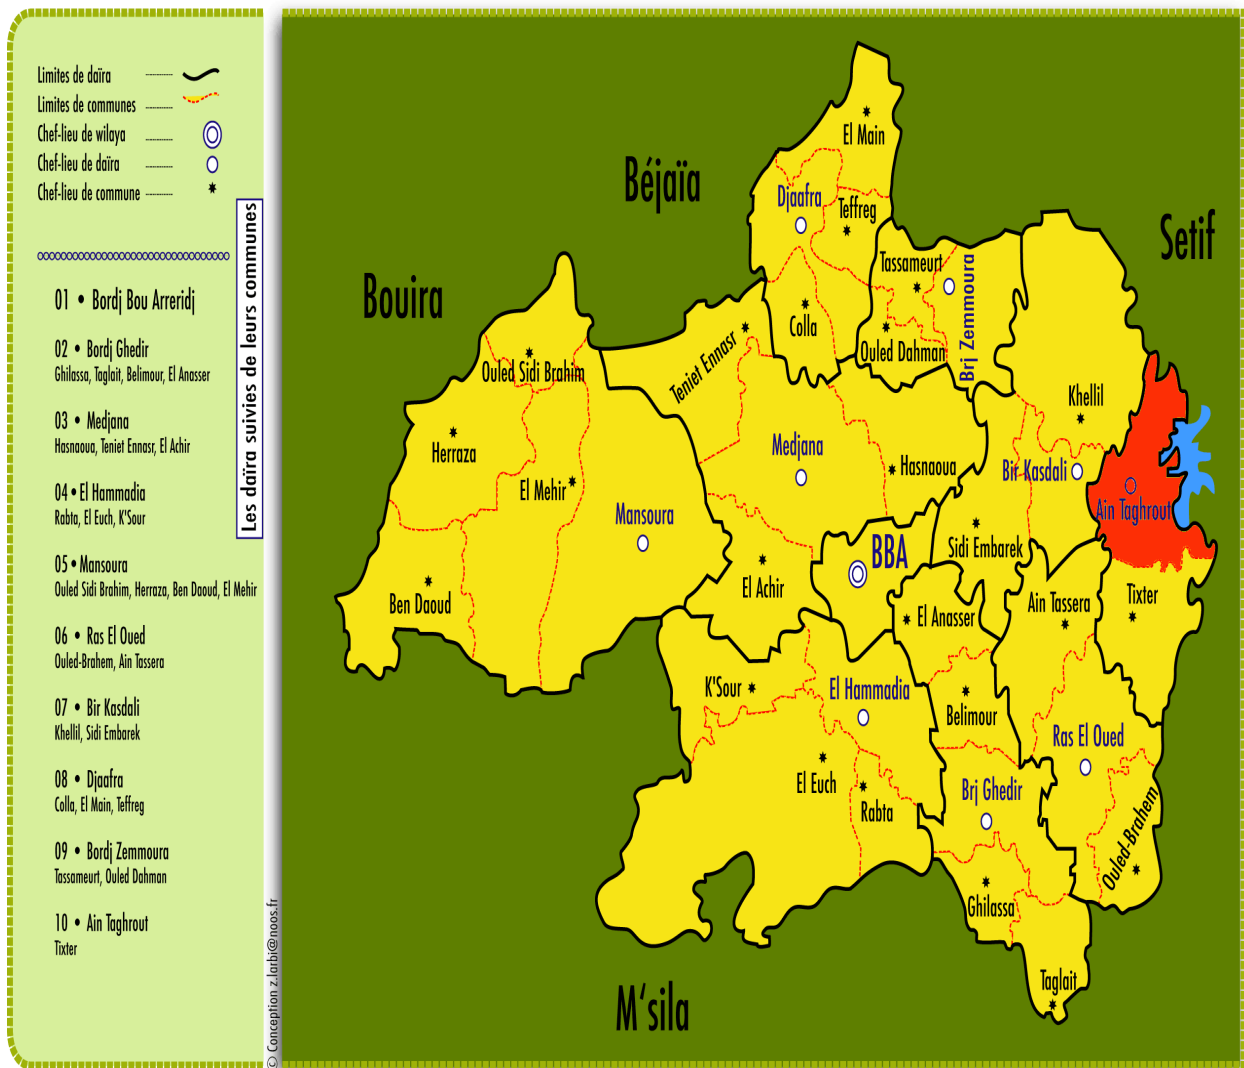 Limites de daïra
Limites de communes
Chef-lieu de wilaya
Chef-lieu de daïra
Chef-lieu de commune
Les daïra suivies de leurs communes
01 • Bordj Bou Arreridj
02 • Bordj Ghedir
Ghilassa, Taglait, Belimour, El Anasser
03 • Medjana
Hasnaoua, Teniet Ennasr, El Achir
04 • El Hammadia
Rabta, El Euch, K'Sour
05 • Mansoura
Ouled Sidi Brahim, Herraza, Ben Daoud, El Mehir
06 • Ras El Oued
Ouled-Brahem, Ain Tassera
07 • Bir Kasdali
Khellil, Sidi Embarek
08 • Djaafra
Colla, El Main, Teffreg
09 • Bordj Zemmoura
Tassameurt, Ouled Dahman
10 • Ain Taghrout
Tixter
© Conception z.larbi@noos.fr
Béjaïa
Setif
Bouira
M'sila
El Main
Djaafra
Teffreg
Tassameurt
Brj Zemmoura
Colla
Ouled Dahman
Teniet Ennasr
Ouled Sidi Brahim
Khellil
Herraza
Medjana
Hasnaoua
Bir Kasdali
El Mehir
Mansoura
Ain Taghrout
BBA
Sidi Embarek
El Achir
Ben Daoud
El Anasser
Ain Tassera
Tixter
K'Sour
El Hammadia
Belimour
Ras El Oued
El Euch
Rabta
Brj Ghedir
Ouled-Brahem
Ghilassa
Taglait